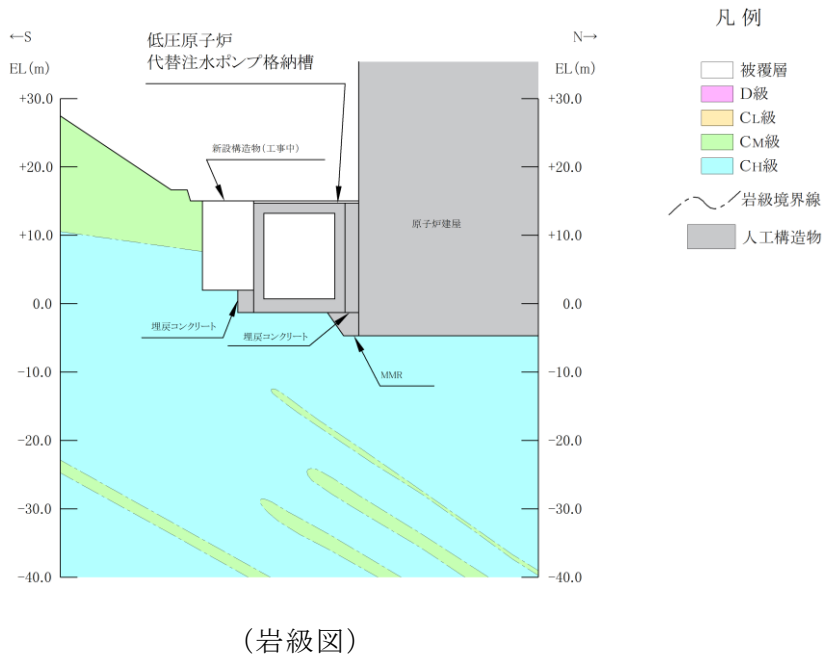 凡 例
←S
N→
低圧原子炉
代替注水ポンプ格納槽
EL(m)
EL(m)
被覆層
D級
CL級
CM級
CH級
岩級境界線
人工構造物
+30.0
+30.0
新設構造物(工事中)
+20.0
+20.0
原子炉建屋
+10.0
+10.0
0.0
0.0
埋戻コンクリート
埋戻コンクリート
MMR
-10.0
-10.0
-20.0
-20.0
-30.0
-30.0
-40.0
-40.0
(岩級図)